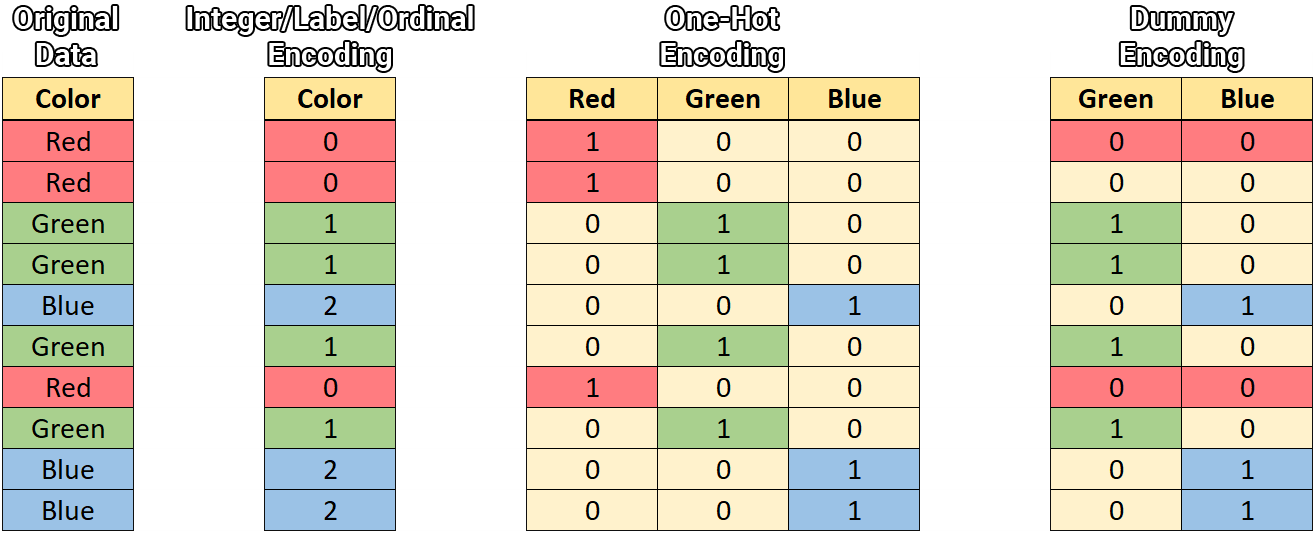 Original Data
Integer/Label/Ordinal Encoding
One-Hot Encoding
Dummy Encoding
Color Color Red Green Blue Green Blue
Red 0 1 0 0 0 0
Red 0 1 0 0 0 0
Green 1 0 1 0 1 0
Green 1 0 1 0 1 0
Blue 2 0 0 1 0 1
Green 1 0 1 0 1 0
Red 0 1 0 0 0 0
Green 1 0 1 0 1 0
Blue 2 0 0 1 0 1
Blue 2 0 0 1 0 1